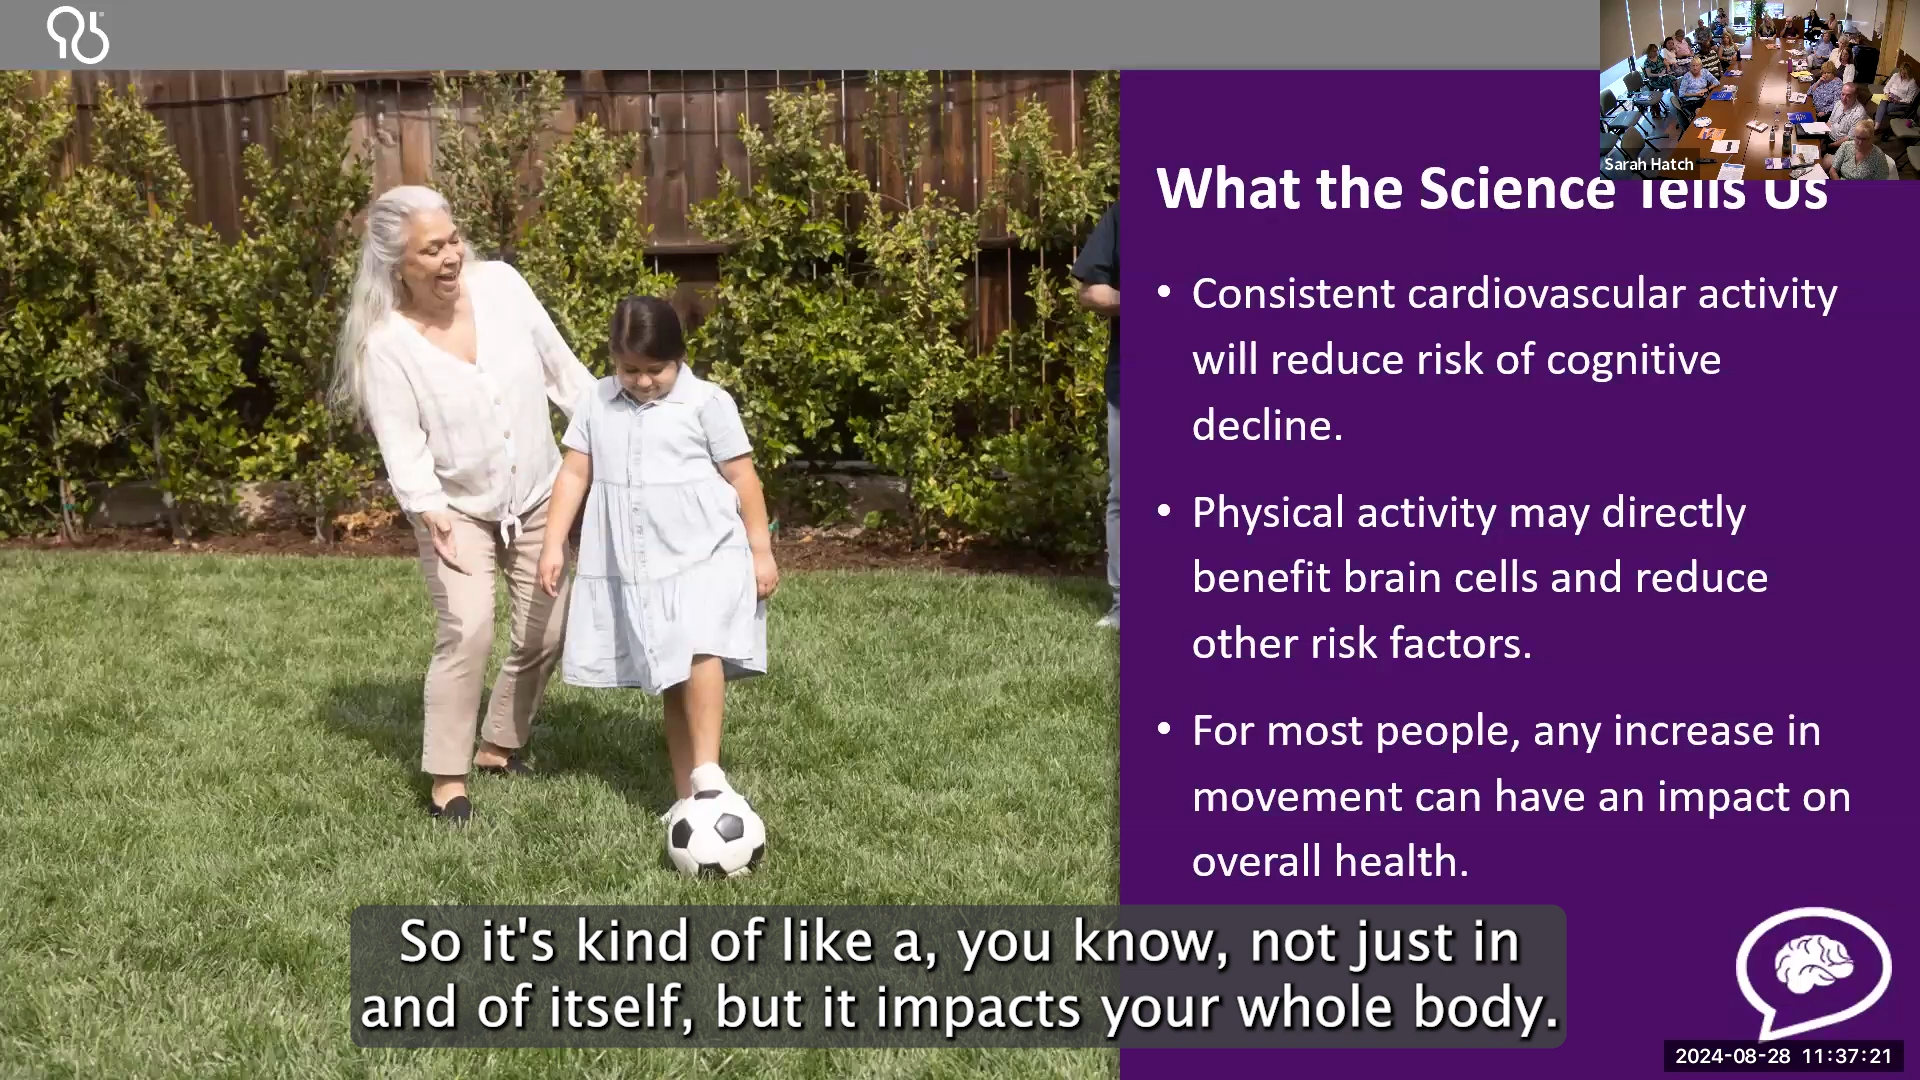 Sarah Hatch
What the Science Tells Us
• Consistent cardiovascular activity
will reduce risk of cognitive
decline.
• Physical activity may directly
benefit brain cells and reduce
other risk factors.
• For most people, any increase in
movement can have an impact on
overall health.
So it's kind of like a, you know, not just in
and of itself, but it impacts your whole body.
2024-08-28 11:37:21